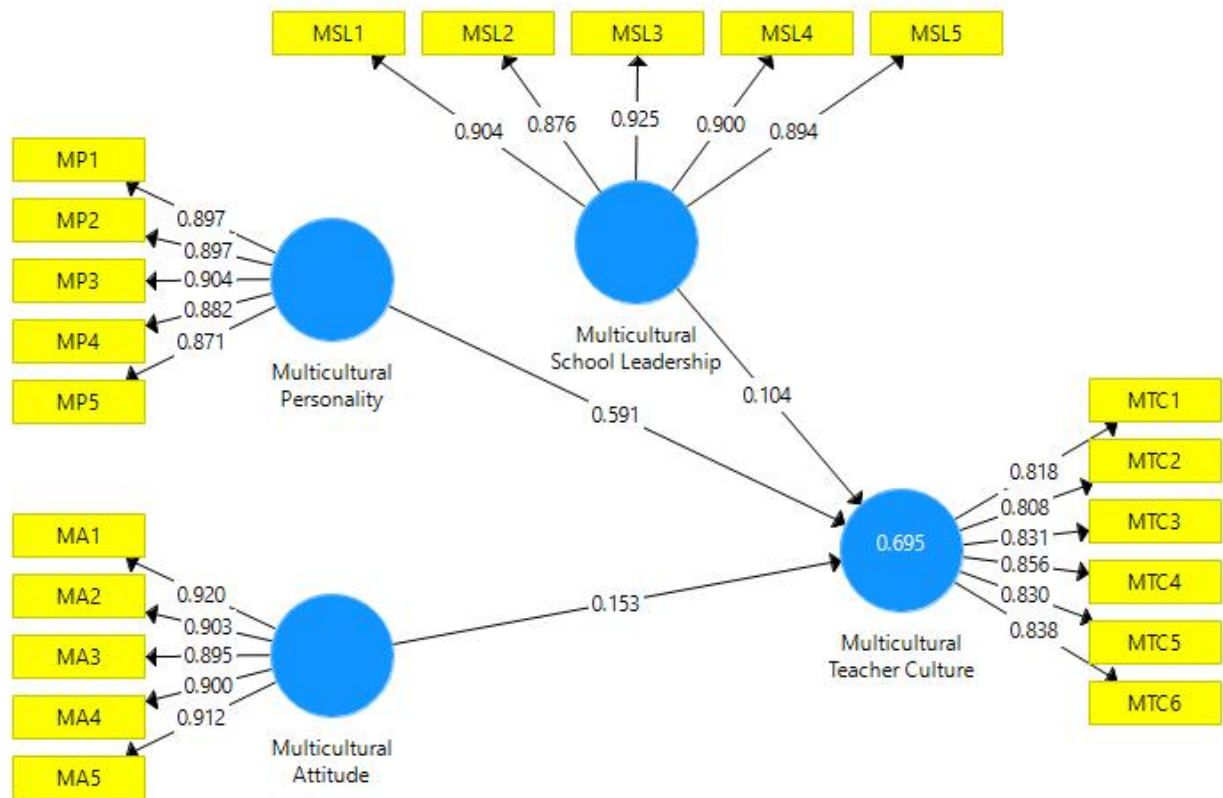 MSL1 MSL2 MSL3 MSL4 MSL5
0.904 0.876 0.925 0.900 0.894
MP1
MP2
MP3
MP4
MP5
0.897
0.897
0.904
0.882
0.871
Multicultural
Personality
Multicultural
School Leadership
0.591
0.104
MA1
MA2
MA3
MA4
MA5
0.920
0.903
0.895
0.900
0.912
Multicultural
Attitude
0.153
0.695
Multicultural
Teacher Culture
0.818
0.808
0.831
0.856
0.830
0.838
MTC1
MTC2
MTC3
MTC4
MTC5
MTC6